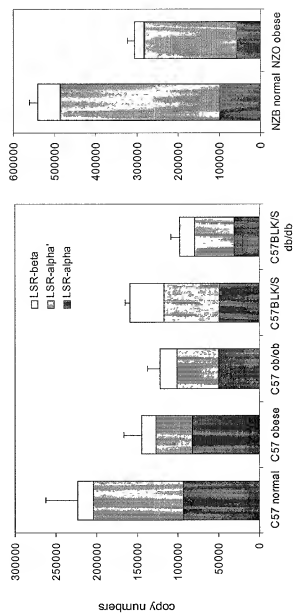 copy numbers
300000
250000
200000
150000
100000
50000
0
LSR-beta
LSR-alpha'
LSR-alpha
C57 normal
C57 obese
C57 ob/ob
C57BLK/S
C57BLK/S
db/db
600000
500000
400000
300000
200000
100000
0
NZB normal
NZO obese